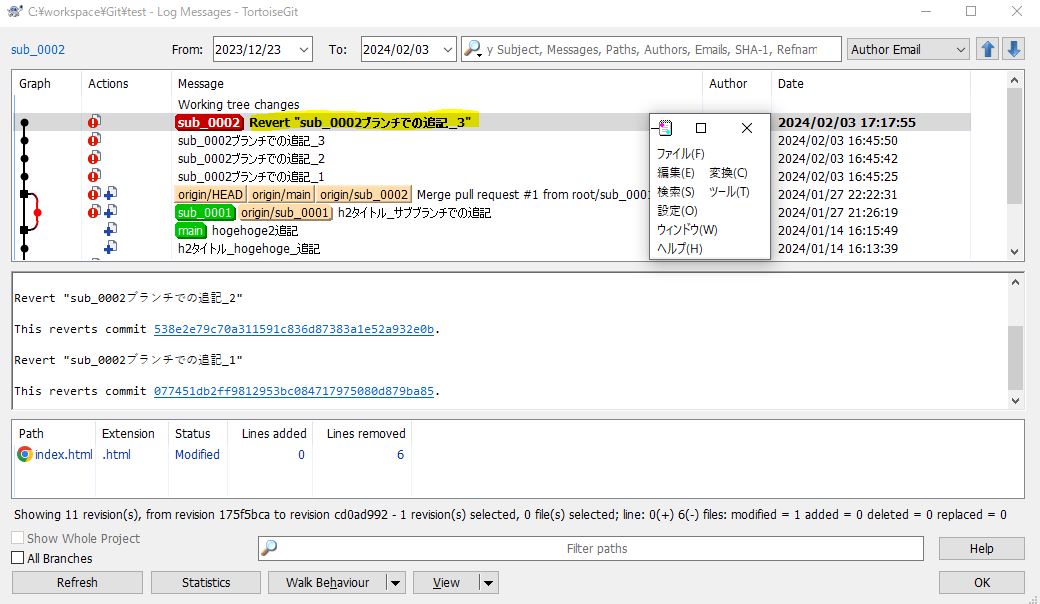 C:¥workspace¥Git¥test - Log Messages - TortoiseGit
sub_0002 From: 2023/12/23 To: 2024/02/03 y Subject, Messages, Paths, Authors, Emails, SHA-1, Refnam Author Email
Graph Actions Message Author Date
Working tree changes
sub_0002 Revert "sub_0002ブランチでの追記_3" 2024/02/03 17:17:55
sub_0002ブランチでの追記_3 2024/02/03 16:45:50
sub_0002ブランチでの追記_2 2024/02/03 16:45:42
sub_0002ブランチでの追記_1 2024/02/03 16:45:25
origin/HEAD origin/main origin/sub_0002 Merge pull request #1 from root/sub_0001 2024/01/27 22:22:31
sub_0001 origin/sub_0001 h2タイトル_サブブランチでの追記 2024/01/27 21:26:19
main hogehoge2追記 2024/01/14 16:15:49
h2タイトル_hogehoge_追記 2024/01/14 16:13:39
ファイル(F)
編集(E) 変換(C)
検索(S) ツール(T)
設定(O)
ウィンドウ(W)
ヘルプ(H)
Revert "sub_0002ブランチでの追記_2"
This reverts commit 538e2e79c70a311591c836d87383a1e52a932e0b.
Revert "sub_0002ブランチでの追記_1"
This reverts commit 077451db2ff9812953bc084717975080d879ba85.
Path Extension Status Lines added Lines removed
index.html .html Modified 0 6
Showing 11 revision(s), from revision 175f5bca to revision cd0ad992 - 1 revision(s) selected, 0 file(s) selected; line: 0(+) 6(-) files: modified = 1 added = 0 deleted = 0 replaced = 0
Show Whole Project
All Branches
Filter paths
Help
Refresh Statistics Walk Behaviour View OK